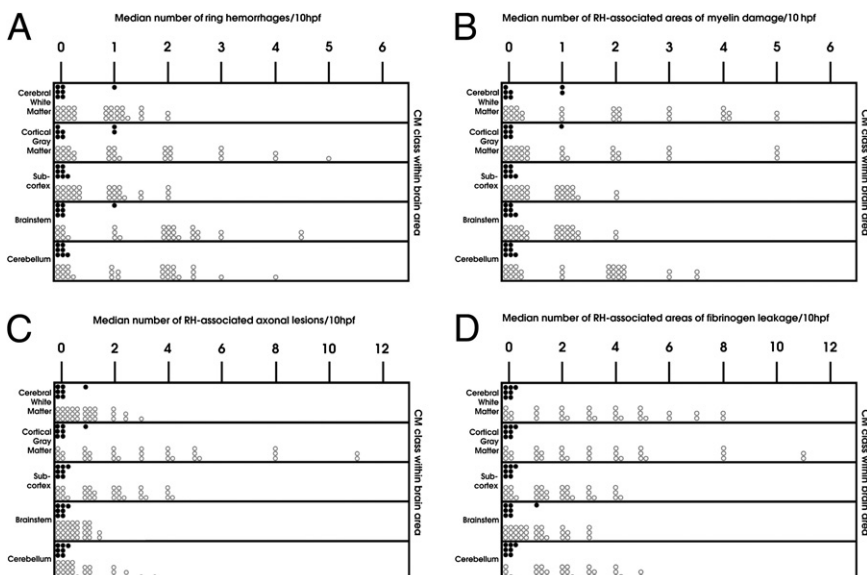 A
Median number of ring hemorrhages/10hpf
0 1 2 3 4 5 6
Cerebral
White
Matter
Cortical
Gray
Matter
Sub-
cortex
Brainstem
Cerebellum
CM class within brain area
B
Median number of RH-associated areas of myelin damage/10 hpf
0 1 2 3 4 5 6
Cerebral
White
Matter
Cortical
Gray
Matter
Sub-
cortex
Brainstem
Cerebellum
CM class within brain area
C
Median number of RH-associated axonal lesions/10hpf
0 2 4 6 8 10 12
Cerebral
White
Matter
Cortical
Gray
Matter
Sub-
cortex
Brainstem
Cerebellum
CM class within brain area
D
Median number of RH-associated areas of fibrinogen leakage/10hpf
0 2 4 6 8 10 12
Cerebral
White
Matter
Cortical
Gray
Matter
Sub-
cortex
Brainstem
Cerebellum
CM class within brain area